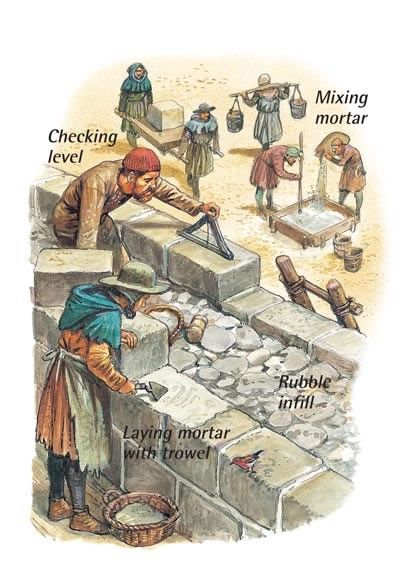 Mixing
mortar
Checking
level
Rubble
infill
Laying mortar
with trowel